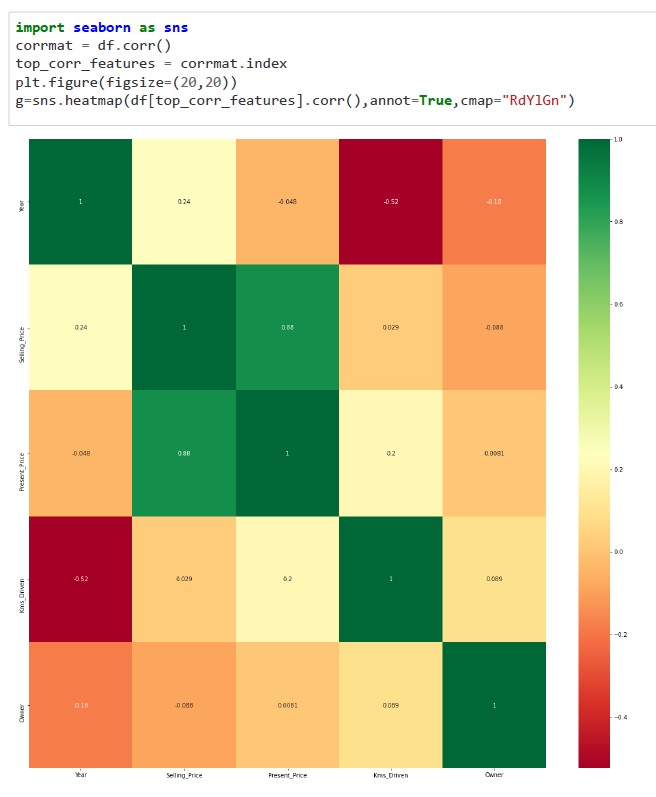 import seaborn as sns
corrmat = df.corr()
top_corr_features = corrmat.index
plt.figure(figsize=(20,20))
g=sns.heatmap(df[top_corr_features].corr(),annot=True,cmap="RdYlGn")
1.0
Year
1
0.24
-0.048
-0.52
-0.18
0.8
0.6
Selling_Price
0.24
1
0.88
0.029
-0.088
0.4
0.2
Present_Price
-0.048
0.88
1
0.2
0.0081
0.0
Kms_Driven
-0.52
0.029
0.2
1
0.089
-0.2
Owner
-0.18
-0.088
0.0081
0.089
1
-0.4
Year
Selling_Price
Present_Price
Kms_Driven
Owner